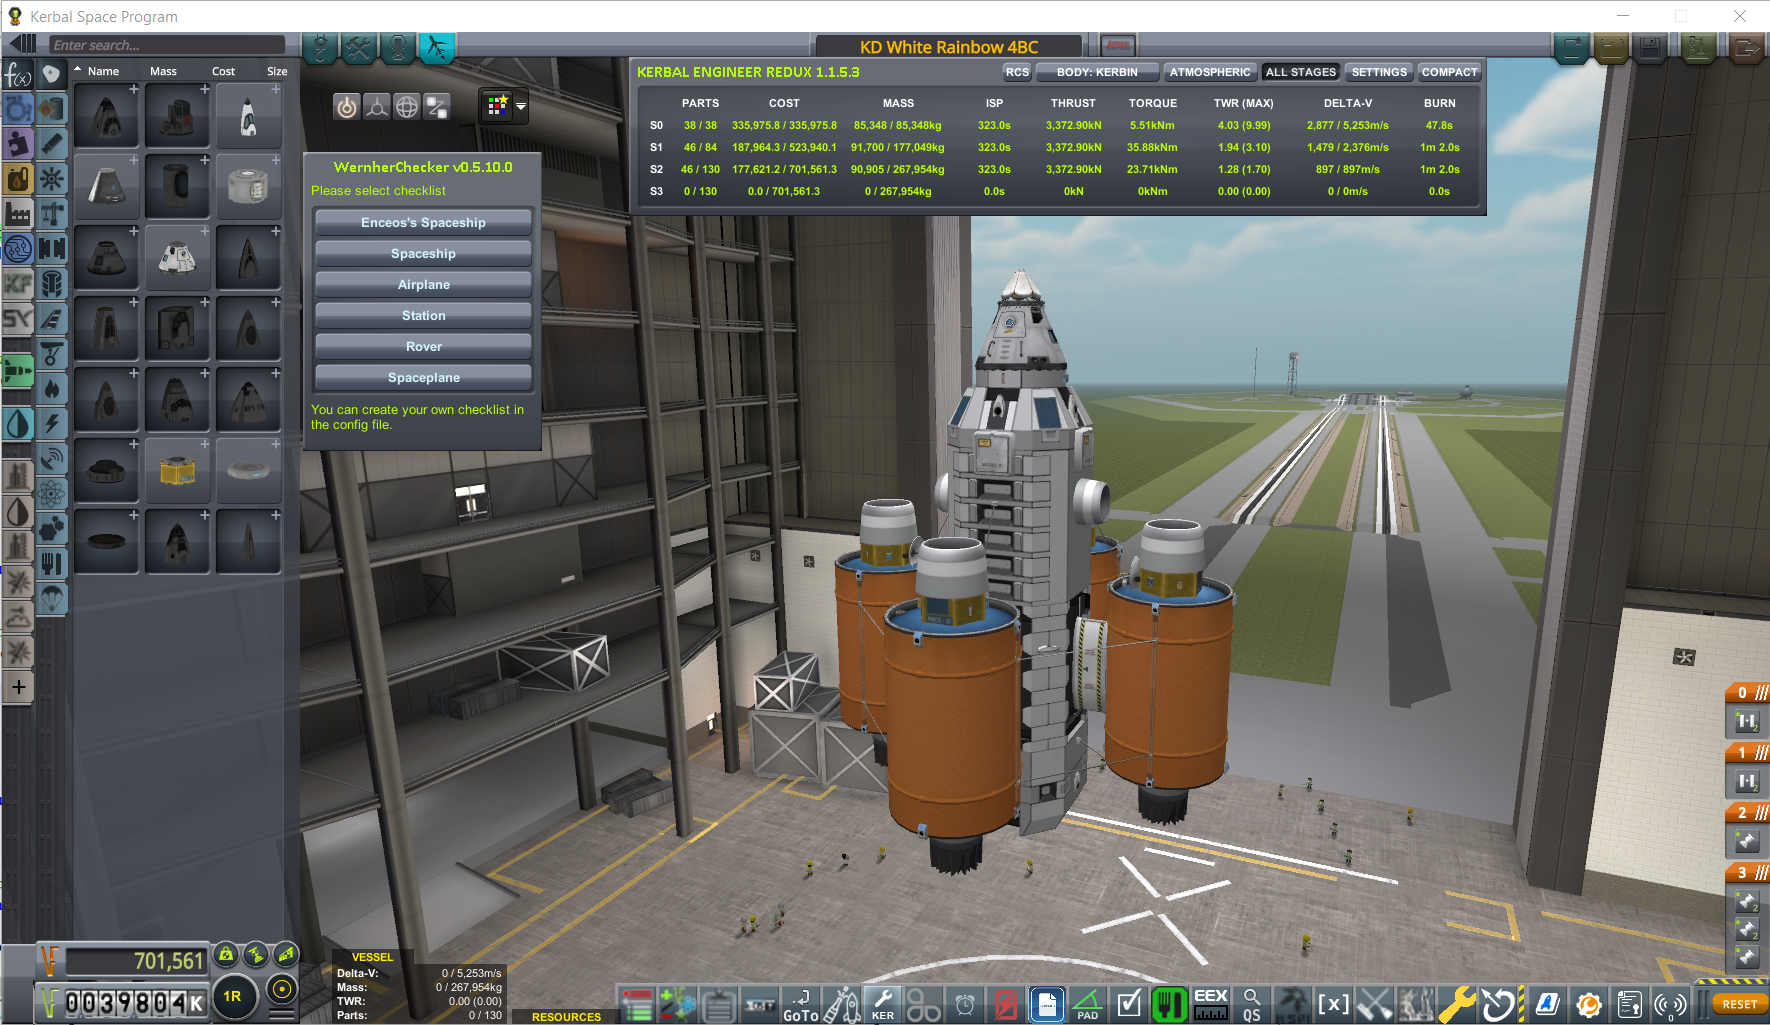 Kerbal Space Program
Enter search...
KD White Rainbow 4BC
f(x)
Name Mass Cost Size
KERBAL ENGINEER REDUX 1.1.5.3
RCS BODY: KERBIN ATMOSPHERIC ALL STAGES SETTINGS COMPACT
PARTS COST MASS ISP THRUST TORQUE TWR (MAX) DELTA-V BURN
S0 38 / 38 335,975.8 / 335,975.8 85,348 / 85,348kg 323.0s 3,372.90kN 5.51kNm 4.03 (9.99) 2,877 / 5,253m/s 47.8s
S1 46 / 84 187,964.3 / 523,940.1 91,700 / 177,049kg 323.0s 3,372.90kN 35.88kNm 1.94 (3.10) 1,479 / 2,376m/s 1m 2.0s
S2 46 / 130 177,621.2 / 701,561.3 90,905 / 267,954kg 323.0s 3,372.90kN 23.71kNm 1.28 (1.70) 897 / 897m/s 1m 2.0s
S3 0 / 130 0.0 / 701,561.3 0 / 267,954kg 0.0s 0kN 0kNm 0.00 (0.00) 0 / 0m/s 0.0s
WernherChecker v0.5.10.0
Please select checklist
Enceos's Spaceship
Spaceship
Airplane
Station
Rover
Spaceplane
You can create your own checklist in
the config file.
KF
SY
+
0
2
1
2
2
3
2
2
701,561
0039804K
1R
VESSEL
Delta-V: 0 / 5,253m/s
Mass: 0 / 267,954kg
TWR: 0.00 (0.00)
Parts: 0 / 130
RESOURCES
GoTo
KER
PAD
EEX
QS
[x]
0
RESET